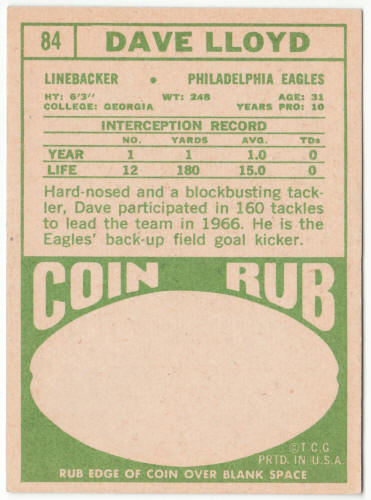 84 DAVE LLOYD
LINEBACKER • PHILADELPHIA EAGLES
HT: 6'3" WT: 248 AGE: 31
COLLEGE: GEORGIA YEARS PRO: 10
INTERCEPTION RECORD
NO. YARDS AVG. TDs
YEAR 1 1 1.0 0
LIFE 12 180 15.0 0
Hard-nosed and a blockbusting tack-
ler, Dave participated in 160 tackles
to lead the team in 1966. He is the
Eagles' back-up field goal kicker.
COIN RUB
©T.C.G.
PRTD. IN U.S.A.
RUB EDGE OF COIN OVER BLANK SPACE